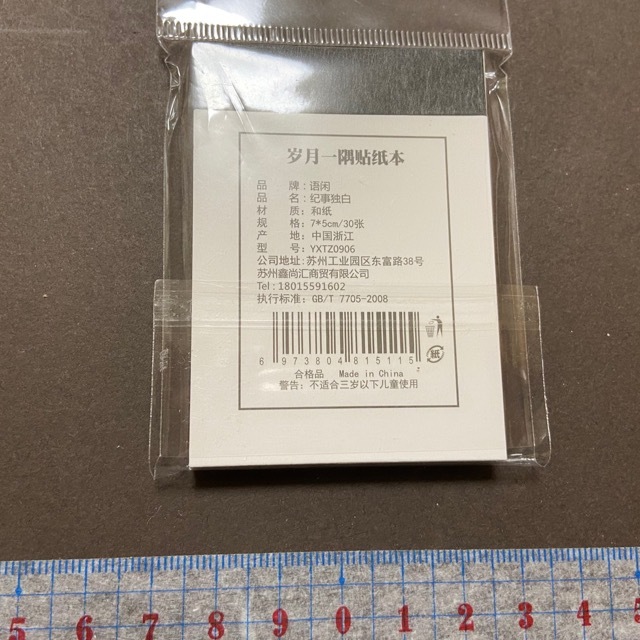 岁月一隅贴纸本
品 牌:语闲
品 名:纪事独白
材 质:和纸
规 格:7*5cm/30张
产 地:中国浙江
型 号:YXTZ0906
公司地址:苏州工业园区东富路38号
苏州鑫尚汇商贸有限公司
Tel:18015591602
执行标准:GB/T 7705-2008
6 973804 815115
紙
合格品 Made in China
警告:不适合三岁以下儿童使用
5 6 7 8 9 0 1 2 3 4 5